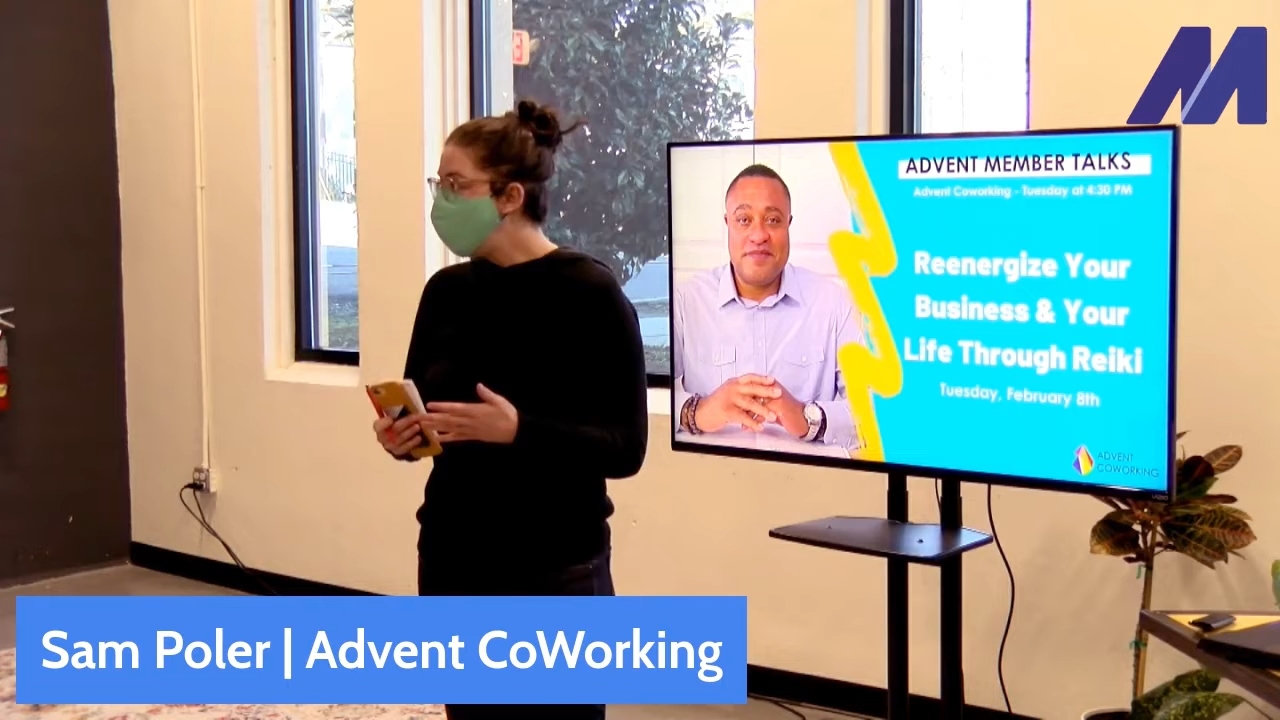 ADVENT MEMBER TALKS
Advent Coworking - Tuesday at 4:30 PM
Reenergize Your
Business & Your
Life Through Reiki
Tuesday, February 8th
ADVENT
COWORKING
VIZIO
Sam Poler | Advent CoWorking